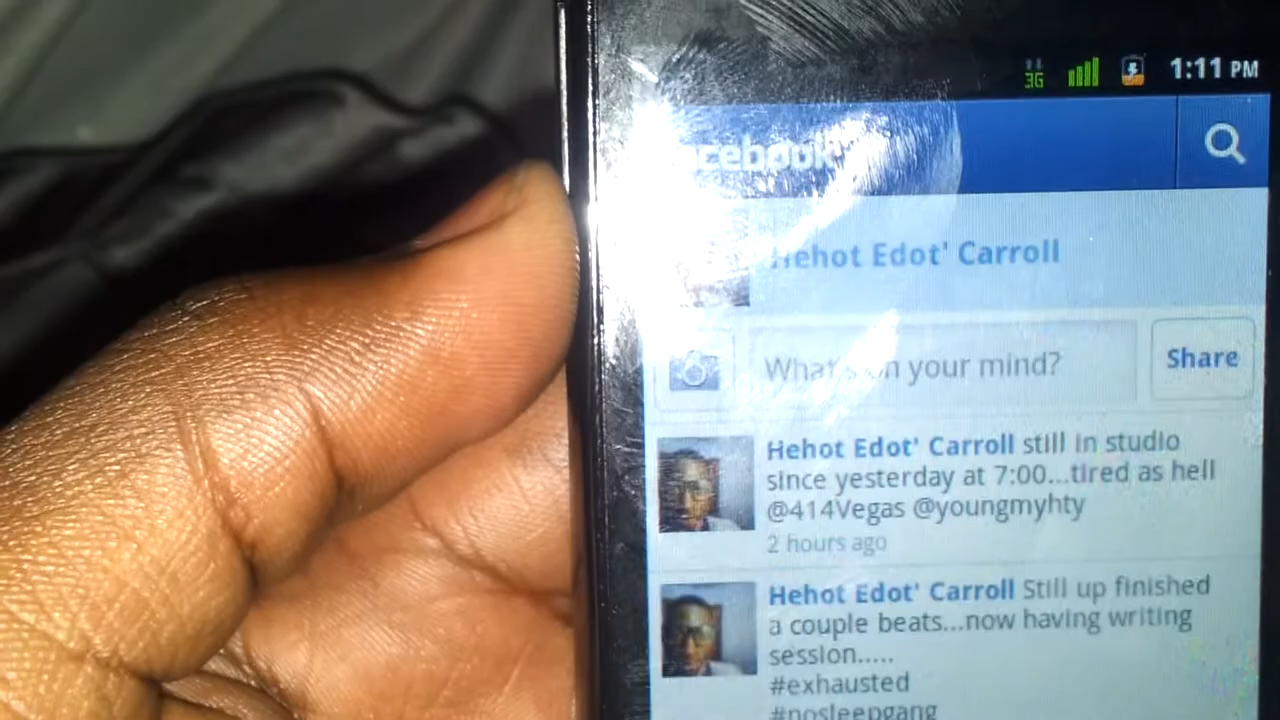 3G 1:11 PM
facebook
Hehot Edot' Carroll
What's on your mind?
Share
Hehot Edot' Carroll still in studio
since yesterday at 7:00...tired as hell
@414Vegas @youngmyhty
2 hours ago
Hehot Edot' Carroll Still up finished
a couple beats...now having writing
session.....
#exhausted
#nosleepgang